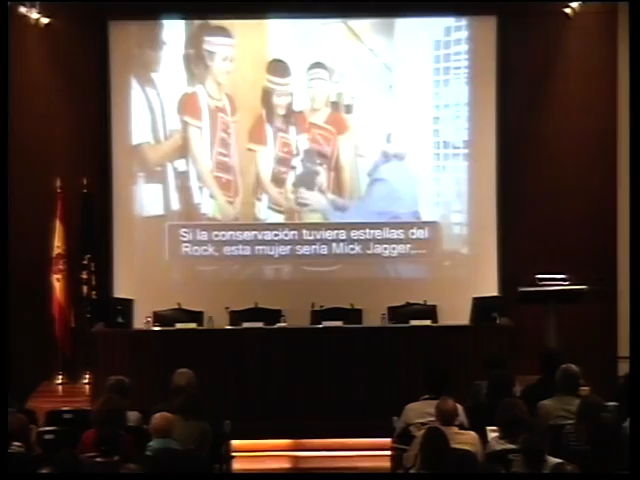 Si la conservación tuviera estrellas del
Rock, esta mujer sería Mick Jagger,...